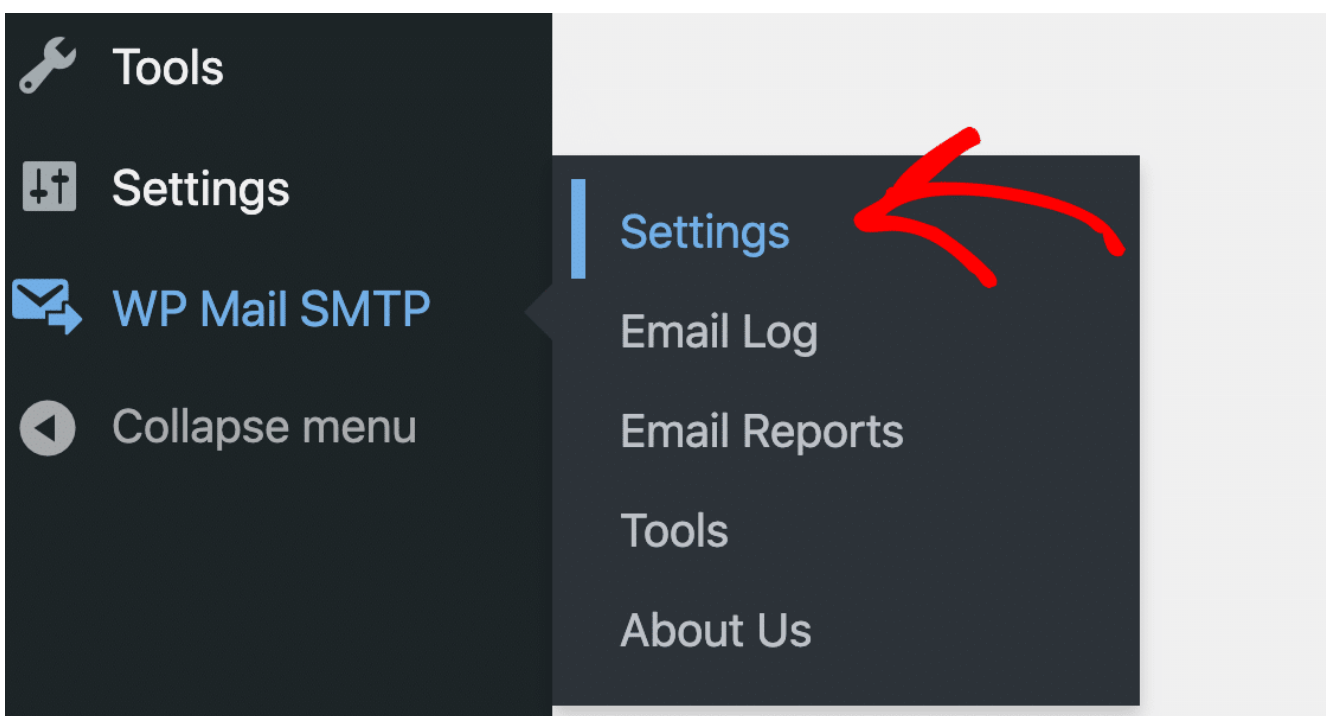 Tools
Settings
WP Mail SMTP
Collapse menu
Settings
Email Log
Email Reports
Tools
About Us